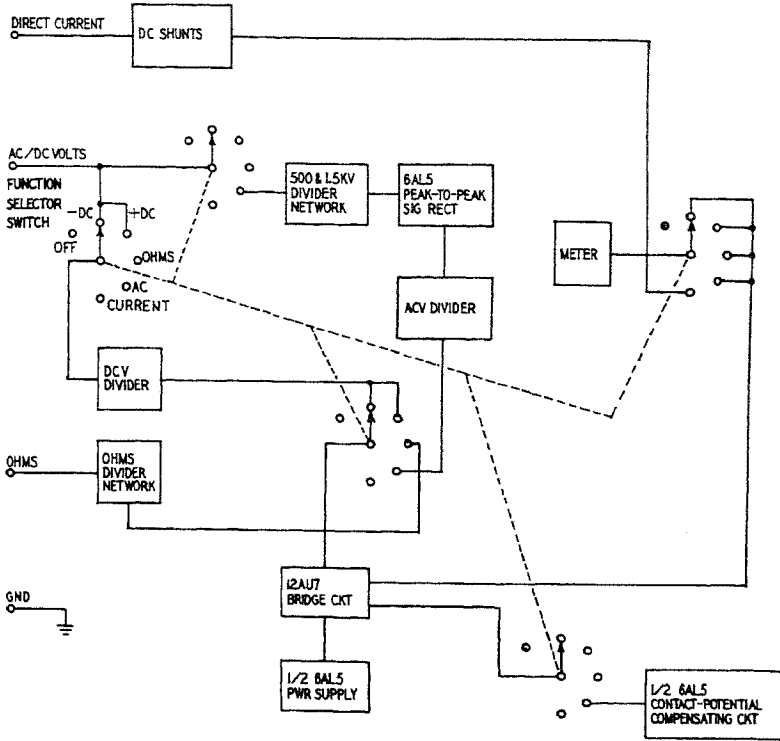 DIRECT CURRENT
DC SHUNTS
AC/DC VOLTS
FUNCTION
SELECTOR
SWITCH
-DC
+DC
OFF
OHMS
AC
CURRENT
500 & 1.5KV
DIVIDER
NETWORK
6AL5
PEAK-TO-PEAK
SIG RECT
METER
ACV DIVIDER
DCV
DIVIDER
OHMS
OHMS
DIVIDER
NETWORK
GND
12AU7
BRIDGE CKT
1/2 6AL5
PWR SUPPLY
1/2 6AL5
CONTACT-POTENTIAL
COMPENSATING CKT